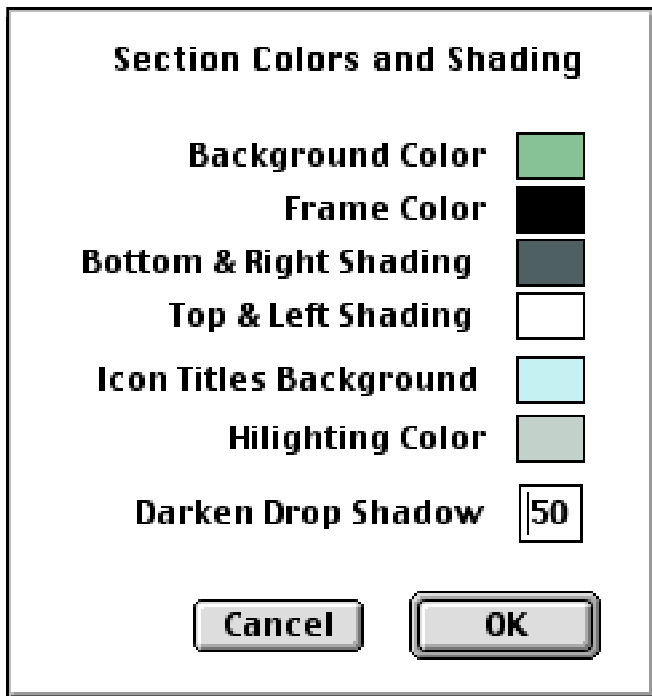 Section Colors and Shading
Background Color
Frame Color
Bottom & Right Shading
Top & Left Shading
Icon Titles Background
Hilighting Color
Darken Drop Shadow 50
Cancel OK